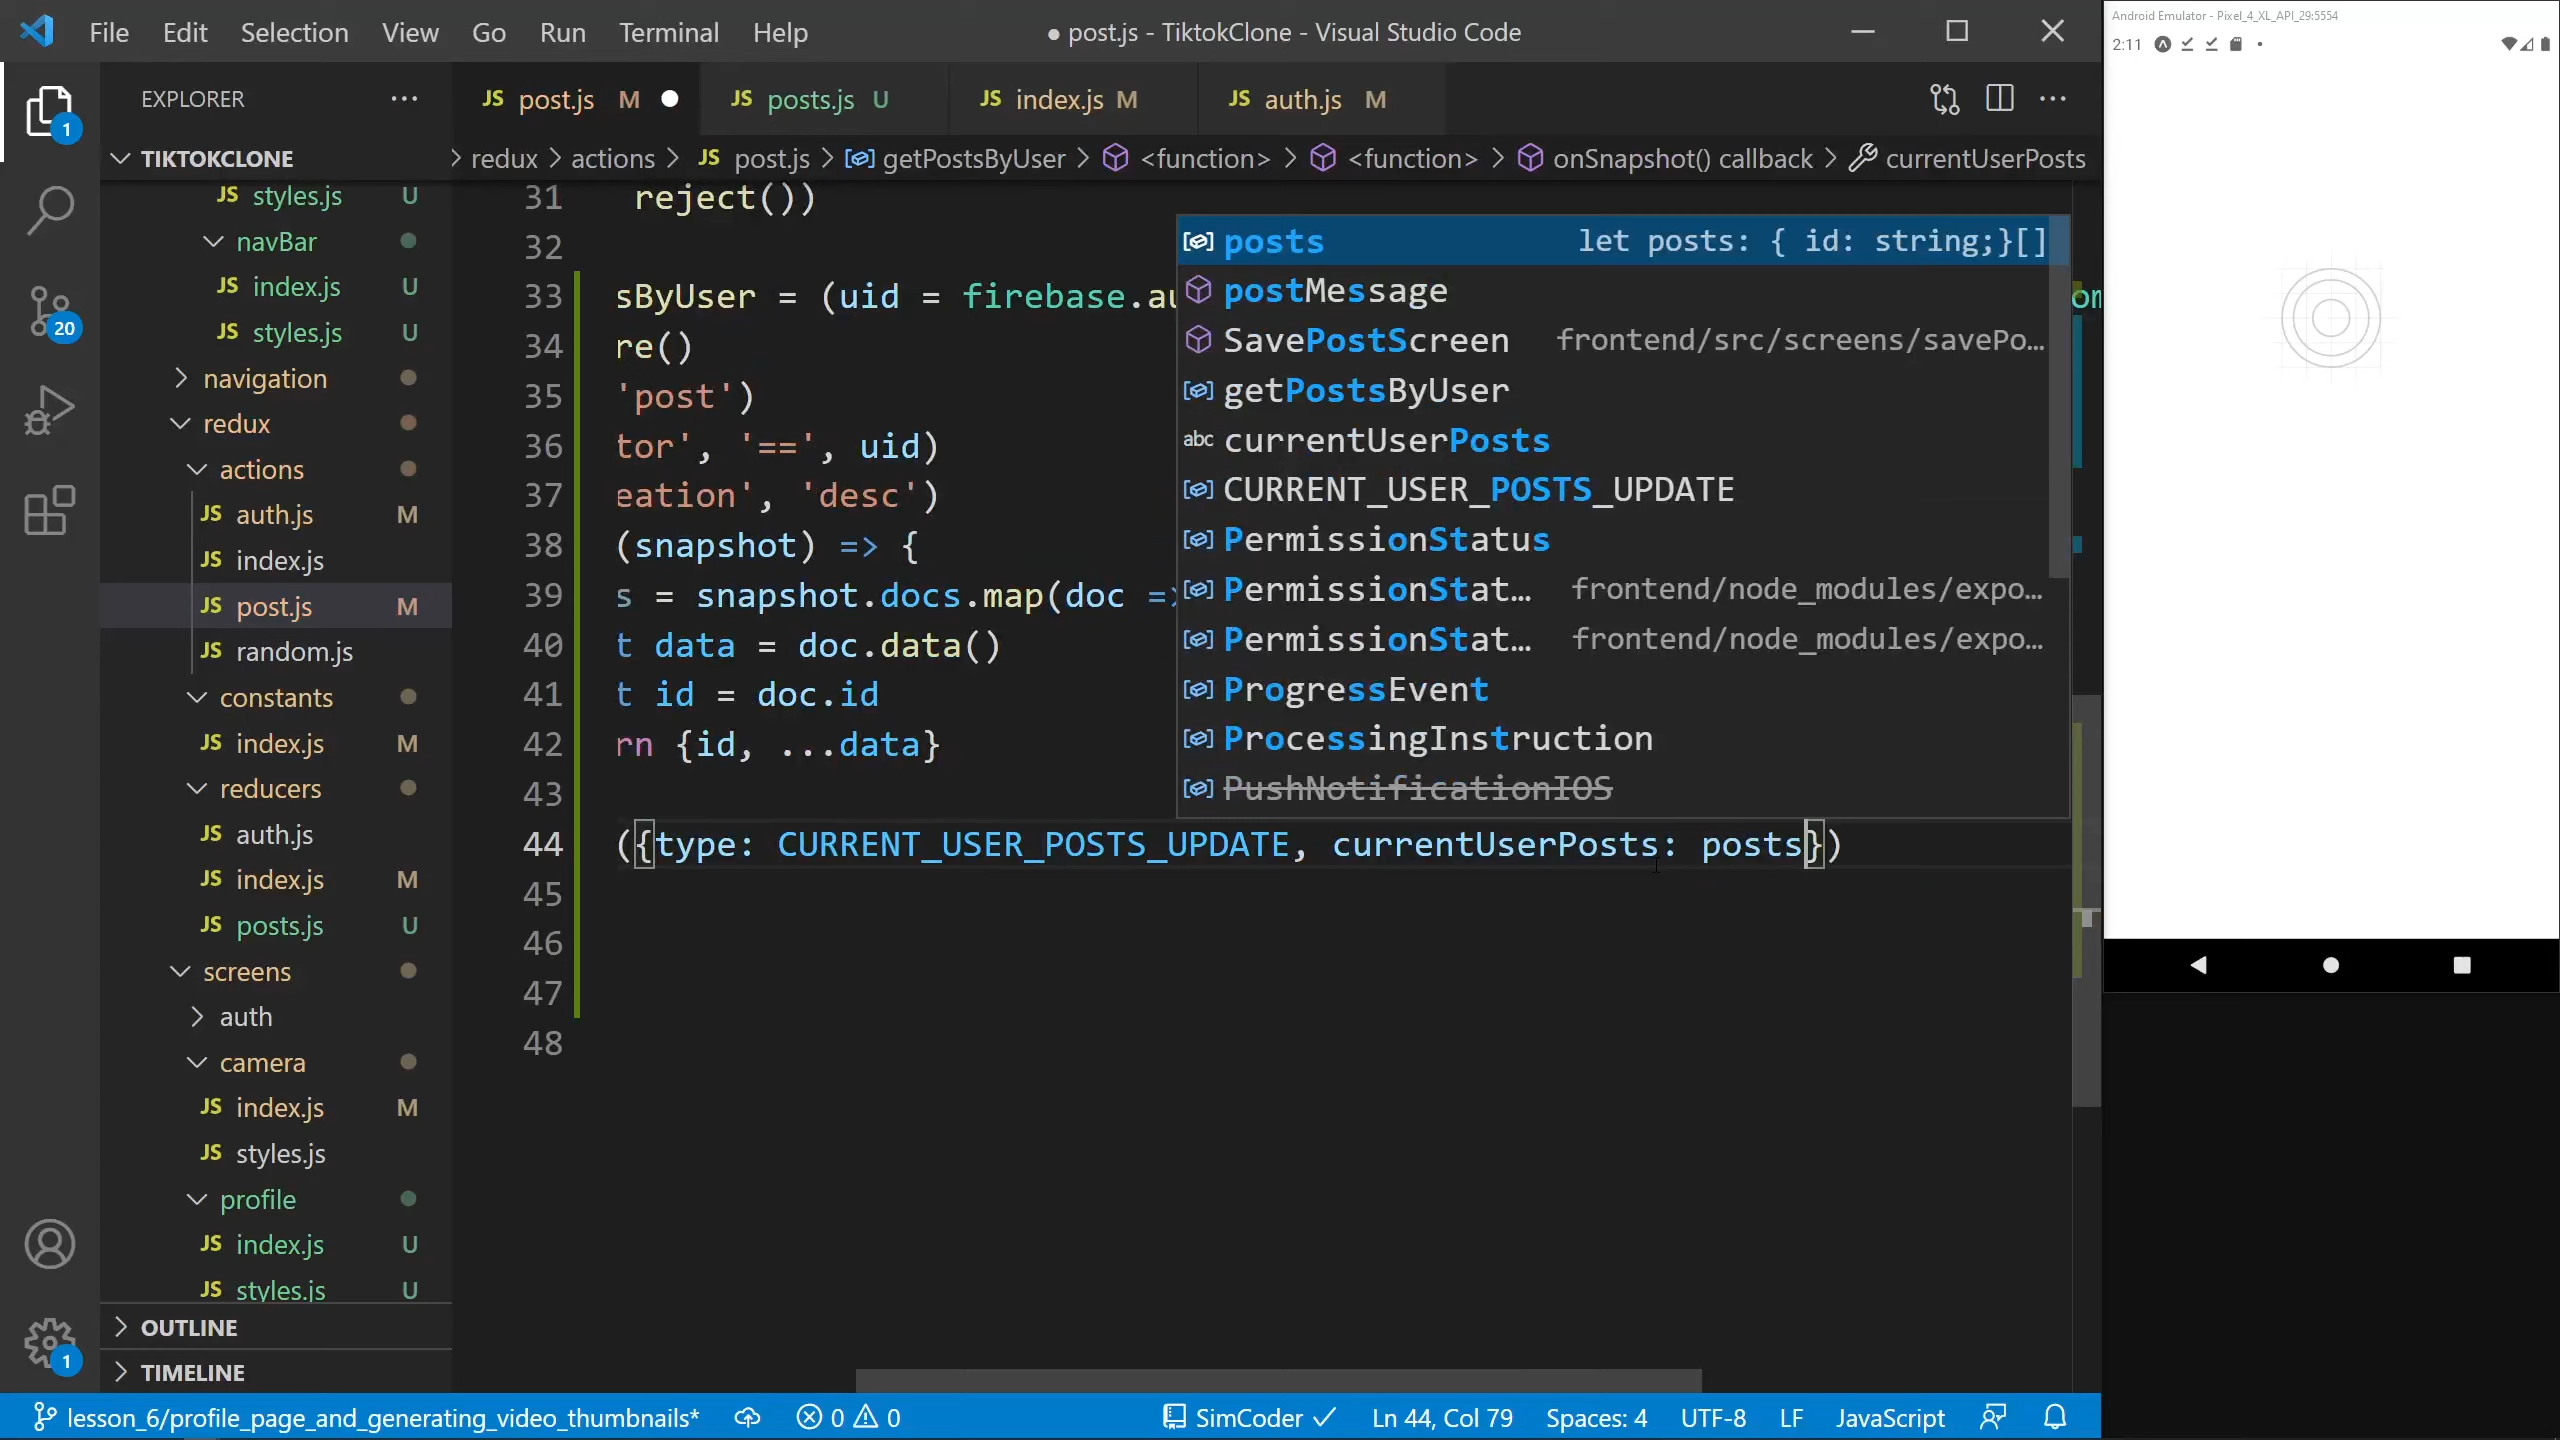 File Edit Selection View Go Run Terminal Help
● post.js - TiktokClone - Visual Studio Code
Android Emulator - Pixel_4_XL_API_29:5554
2:11
EXPLORER
JS post.js M
JS posts.js U
JS index.js M
JS auth.js M
TIKTOKCLONE
redux > actions > JS post.js > getPostsByUser > <function> > <function> > onSnapshot() callback > currentUserPosts
JS styles.js U
navBar
JS index.js U
JS styles.js U
navigation
redux
actions
JS auth.js M
JS index.js
JS post.js M
JS random.js
constants
JS index.js M
reducers
JS auth.js
JS index.js M
JS posts.js U
screens
auth
camera
JS index.js M
JS styles.js
profile
JS index.js U
JS styles.js U
OUTLINE
TIMELINE
1
20
1
31 reject())
32
33 sByUser = (uid = firebase.au
34 re()
35 'post')
36 tor', '==', uid)
37 eation', 'desc')
38 (snapshot) => {
39 s = snapshot.docs.map(doc =>
40 t data = doc.data()
41 t id = doc.id
42 rn {id, ...data}
43
44 ({type: CURRENT_USER_POSTS_UPDATE, currentUserPosts: posts})
45
46
47
48
posts let posts: { id: string;}[]
postMessage
SavePostScreen frontend/src/screens/savePo…
getPostsByUser
abc currentUserPosts
CURRENT_USER_POSTS_UPDATE
PermissionStatus
PermissionStat… frontend/node_modules/expo…
PermissionStat… frontend/node_modules/expo…
ProgressEvent
ProcessingInstruction
PushNotificationIOS
lesson_6/profile_page_and_generating_video_thumbnails* 0 0 SimCoder ✓ Ln 44, Col 79 Spaces: 4 UTF-8 LF JavaScript